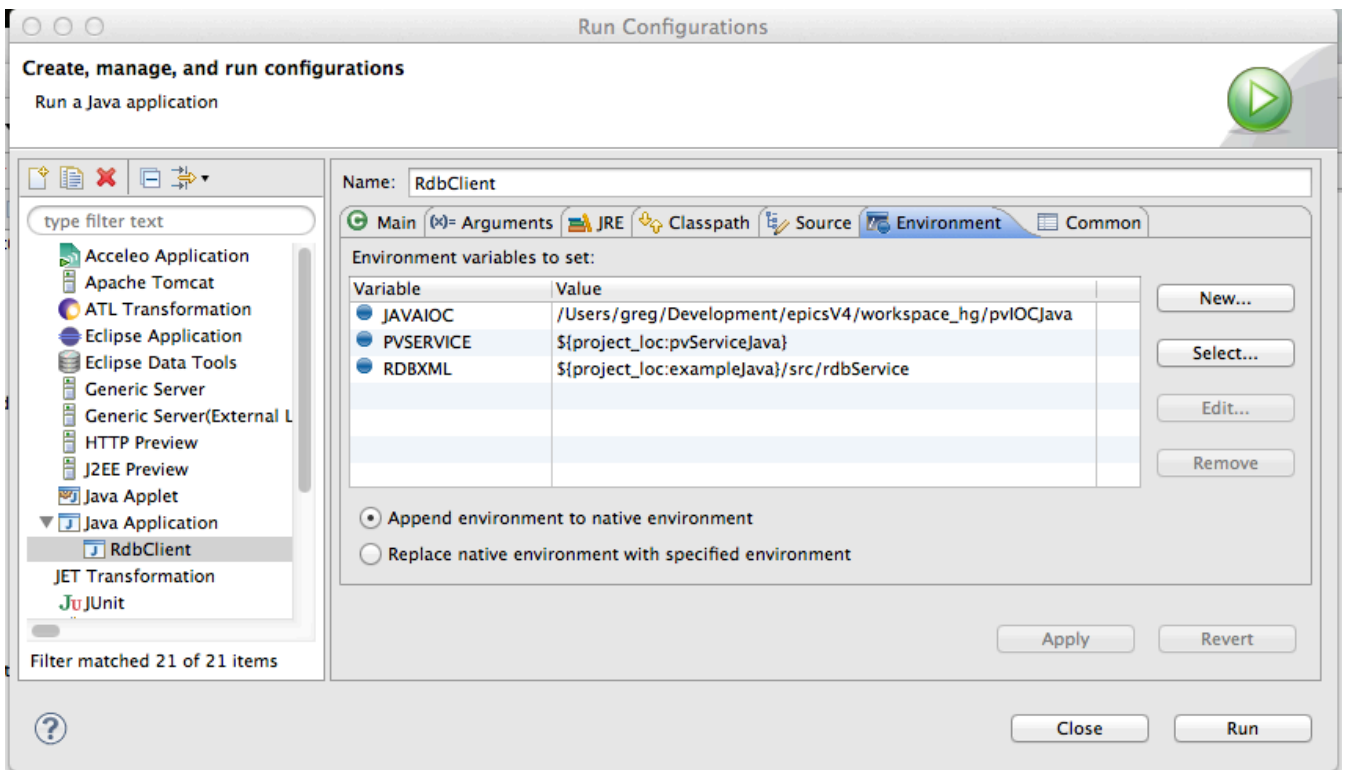 Run Configurations
Create, manage, and run configurations
Run a Java application
type filter text
Acceleo Application
Apache Tomcat
ATL Transformation
Eclipse Application
Eclipse Data Tools
Generic Server
Generic Server(External L
HTTP Preview
J2EE Preview
Java Applet
Java Application
RdbClient
JET Transformation
JUnit
Filter matched 21 of 21 items
Name: RdbClient
Main (x)= Arguments JRE Classpath Source Environment Common
Environment variables to set:
Variable Value
JAVAIOC /Users/greg/Development/epicsV4/workspace_hg/pvIOCJava
PVSERVICE ${project_loc:pvServiceJava}
RDBXML ${project_loc:exampleJava}/src/rdbService
New...
Select...
Edit...
Remove
Append environment to native environment
Replace native environment with specified environment
Apply Revert
? Close Run